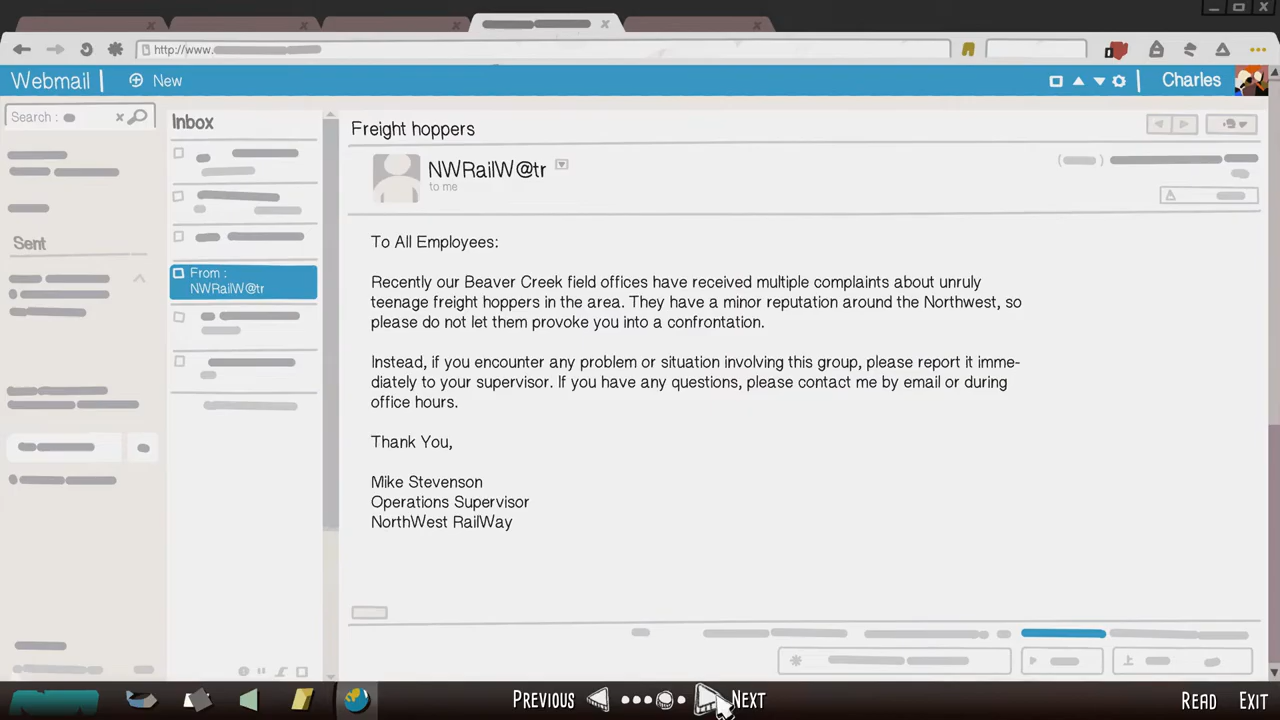 http://www.
Webmail
New
Charles
Search :
Inbox
Freight hoppers
NWRailW@tr
to me
Sent
From :
NWRailW@tr
To All Employees:
Recently our Beaver Creek field offices have received multiple complaints about unruly
teenage freight hoppers in the area. They have a minor reputation around the Northwest, so
please do not let them provoke you into a confrontation.
Instead, if you encounter any problem or situation involving this group, please report it imme-
diately to your supervisor. If you have any questions, please contact me by email or during
office hours.
Thank You,
Mike Stevenson
Operations Supervisor
NorthWest RailWay
PREVIOUS
NEXT
READ
EXIT